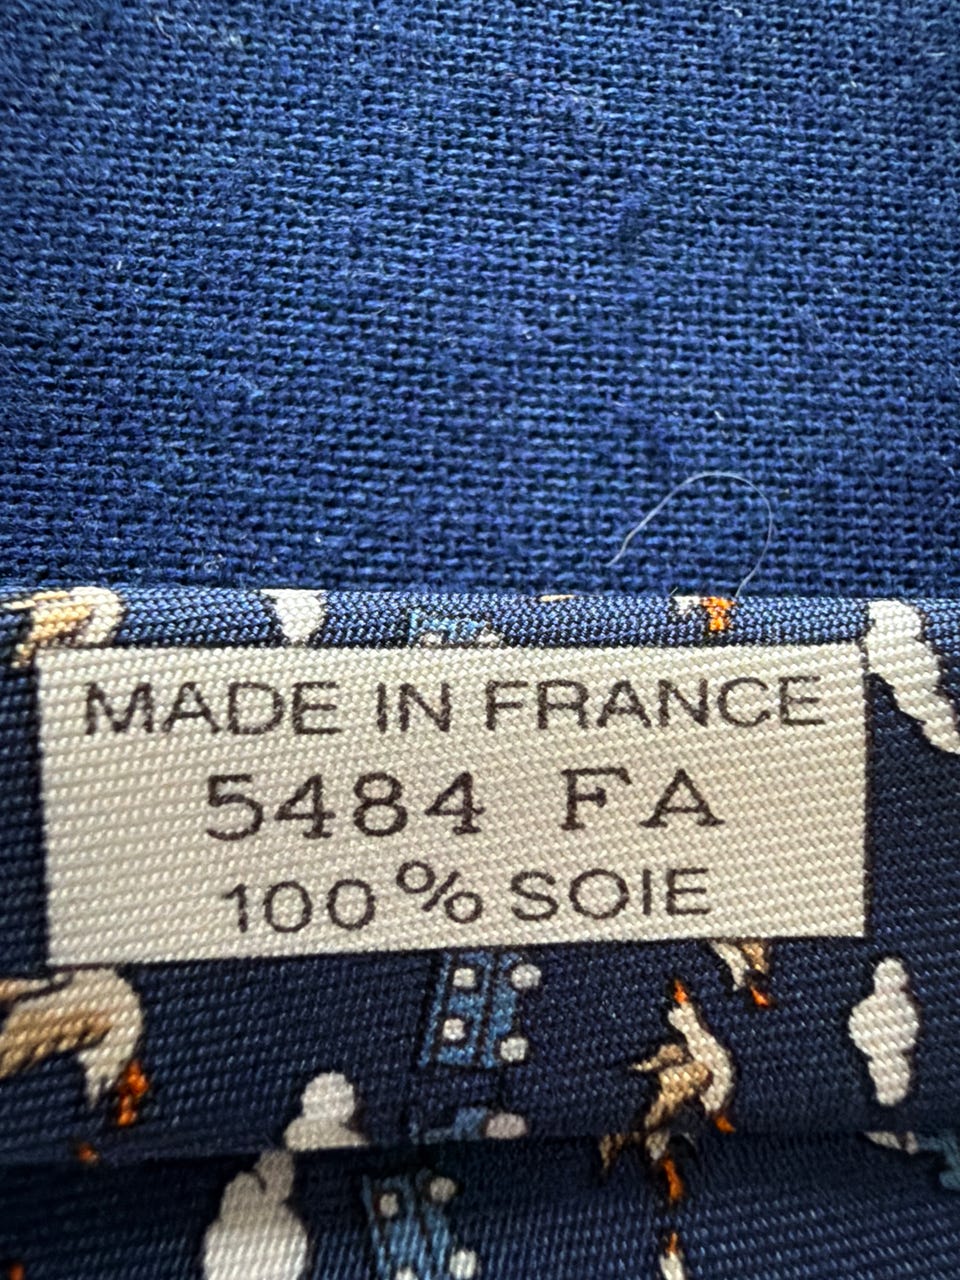 MADE IN FRANCE
5484 FA
100% SOIE